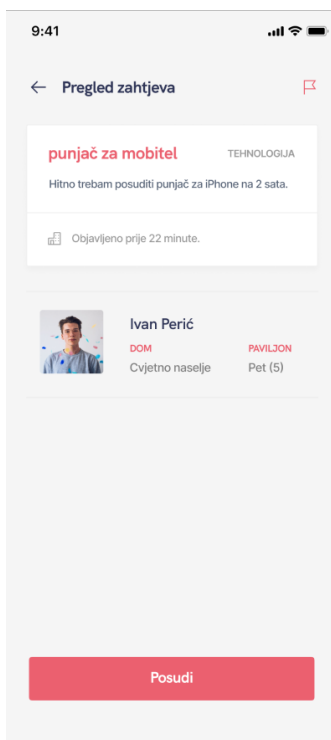 9:41
Pregled zahtjeva
punjač za mobitel TEHNOLOGIJA
Hitno trebam posuditi punjač za iPhone na 2 sata.
Objavljeno prije 22 minute.
Ivan Perić
DOM PAVILJON
Cvjetno naselje Pet (5)
Posudi